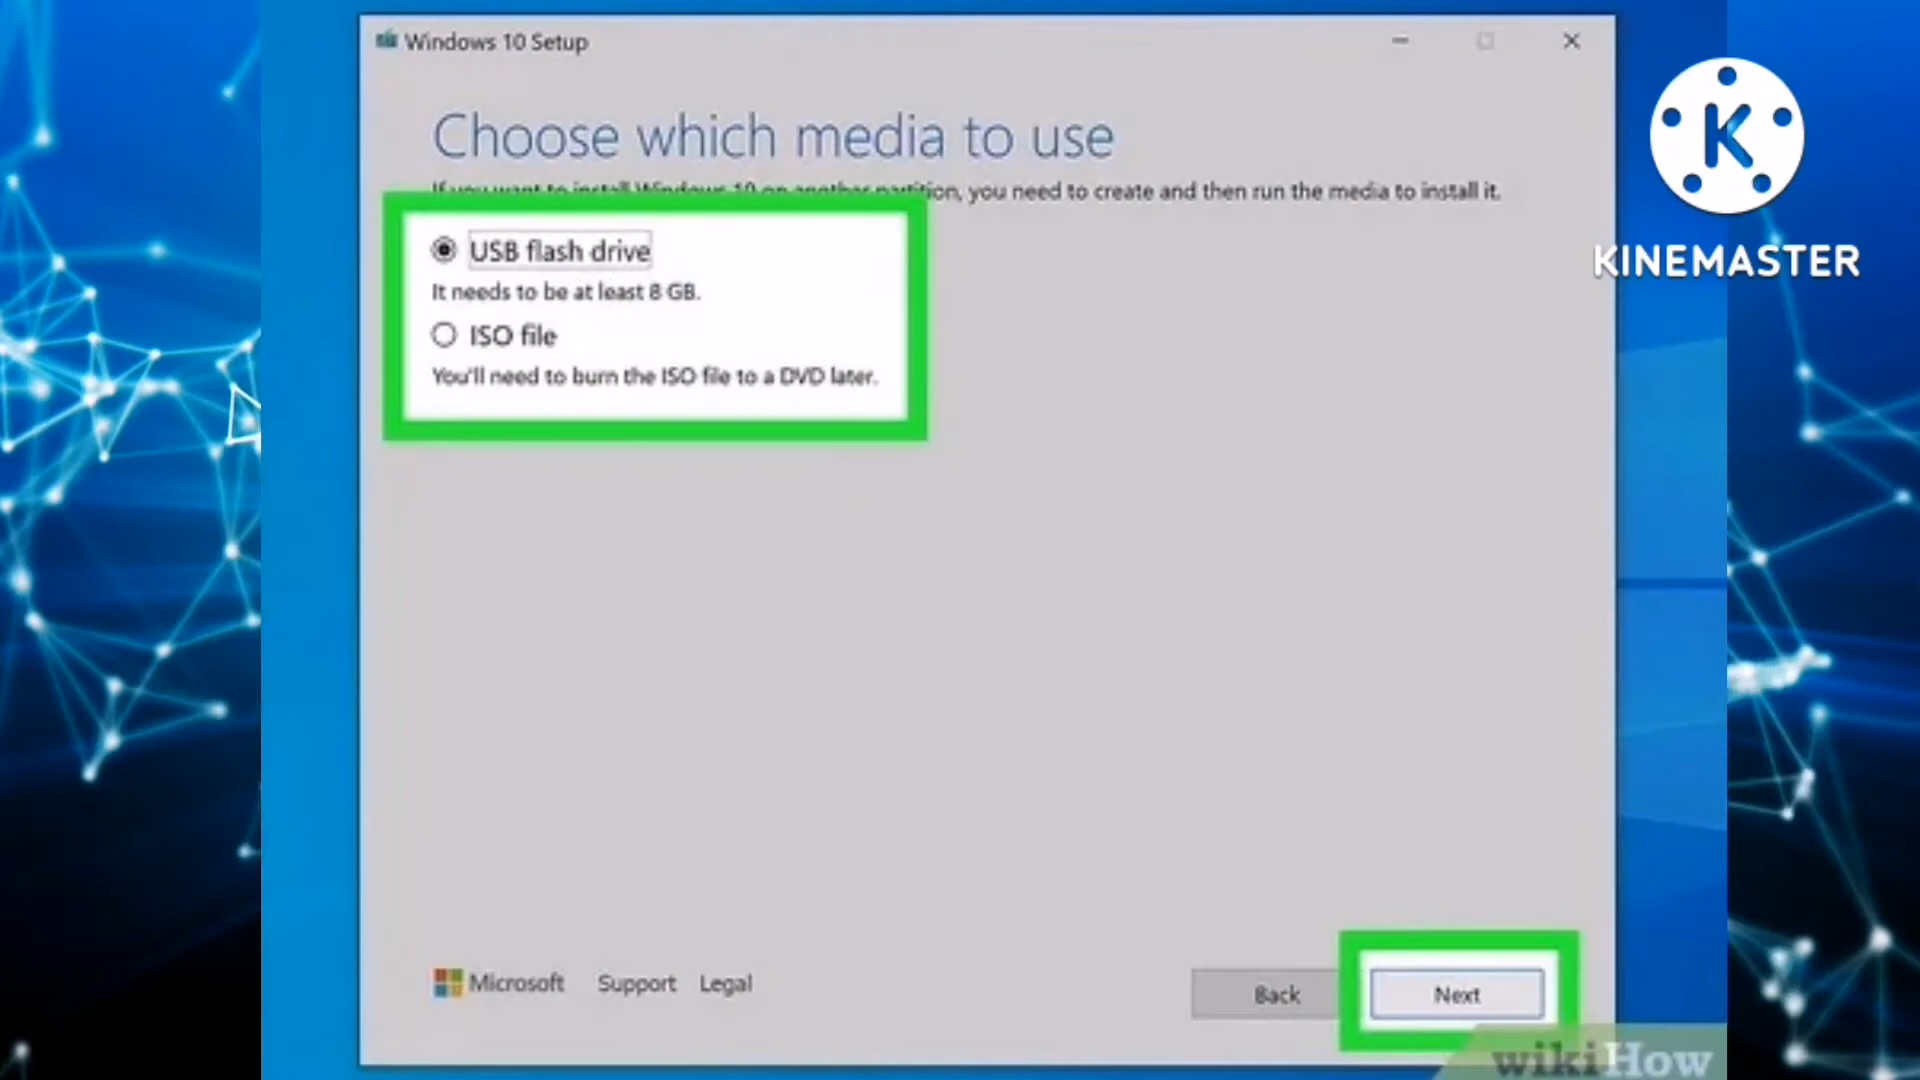 Windows 10 Setup
K
KINEMASTER
Choose which media to use
If you want to install Windows 10 on another partition, you need to create and then run the media to install it.
USB flash drive
It needs to be at least 8 GB.
ISO file
You'll need to burn the ISO file to a DVD later.
Microsoft Support Legal
Back Next
wikiHow